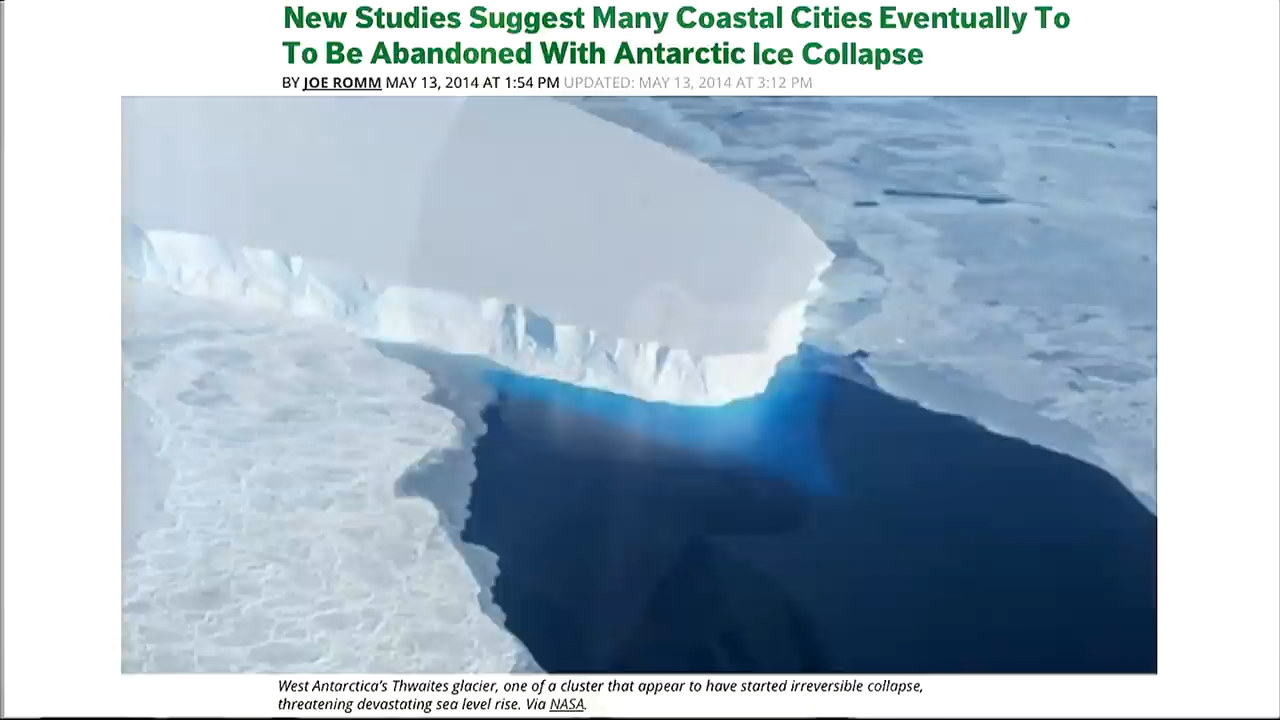 New Studies Suggest Many Coastal Cities Eventually To
To Be Abandoned With Antarctic Ice Collapse
BY JOE ROMM MAY 13, 2014 AT 1:54 PM UPDATED: MAY 13, 2014 AT 3:12 PM
West Antarctica's Thwaites glacier, one of a cluster that appear to have started irreversible collapse,
threatening devastating sea level rise. Via NASA.